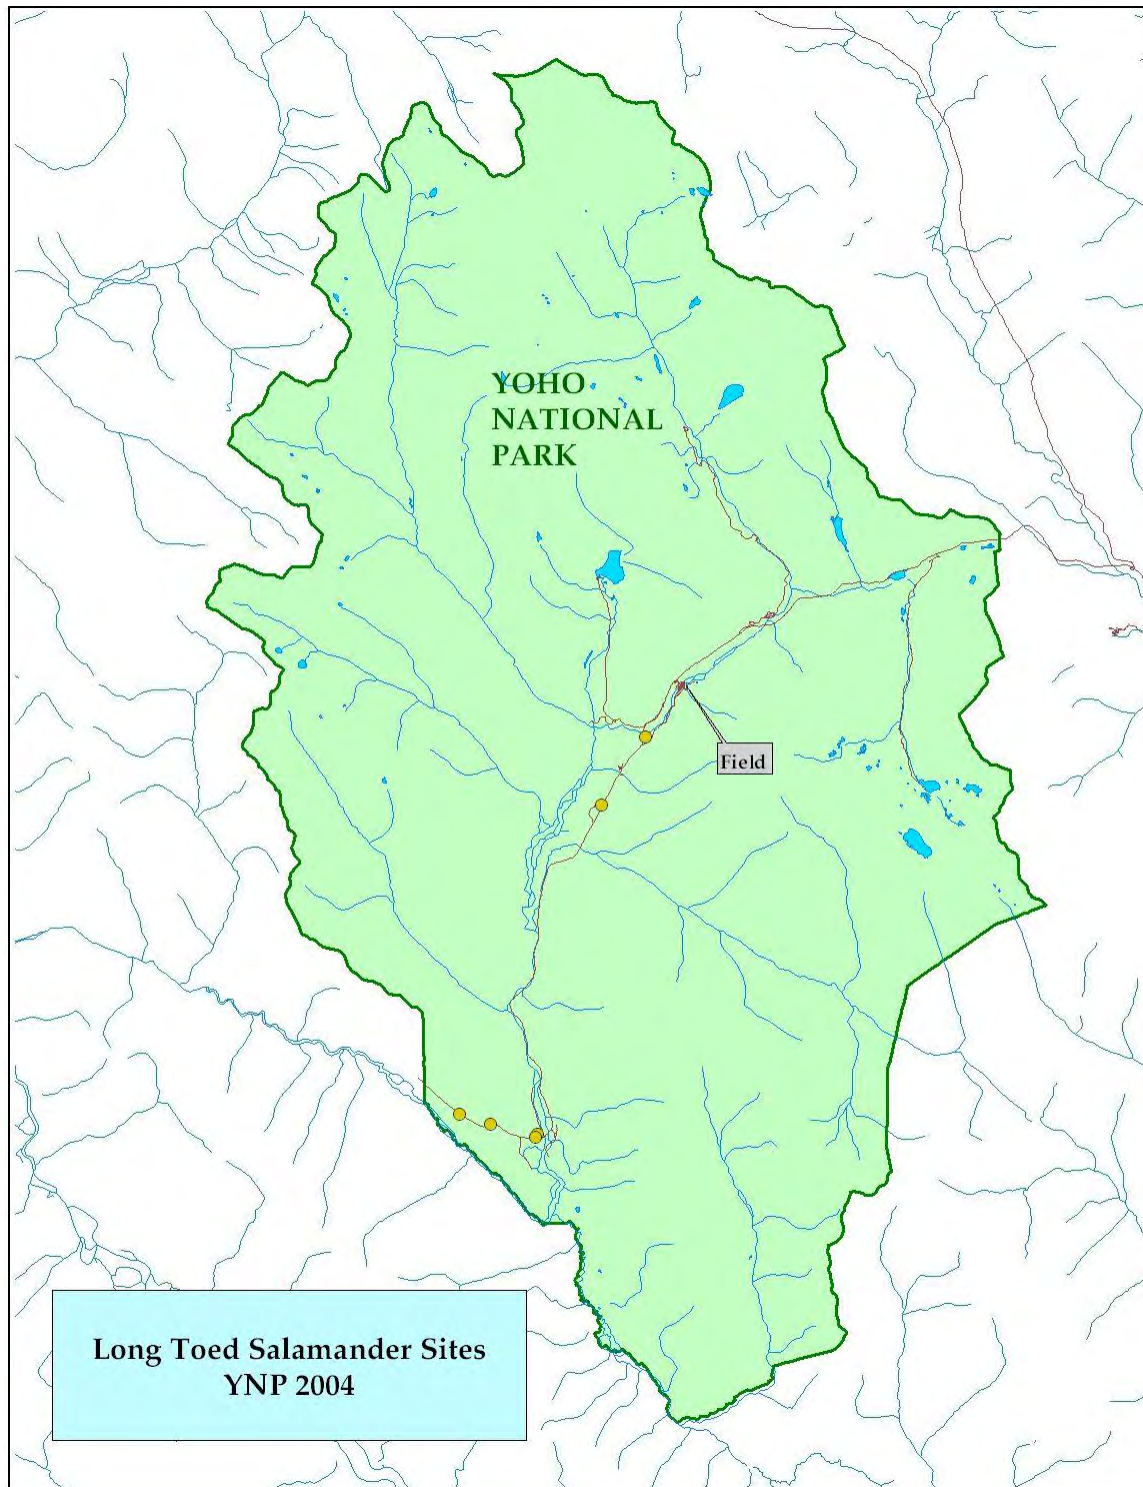 YOHO
NATIONAL
PARK
Field
Long Toed Salamander Sites
YNP 2004